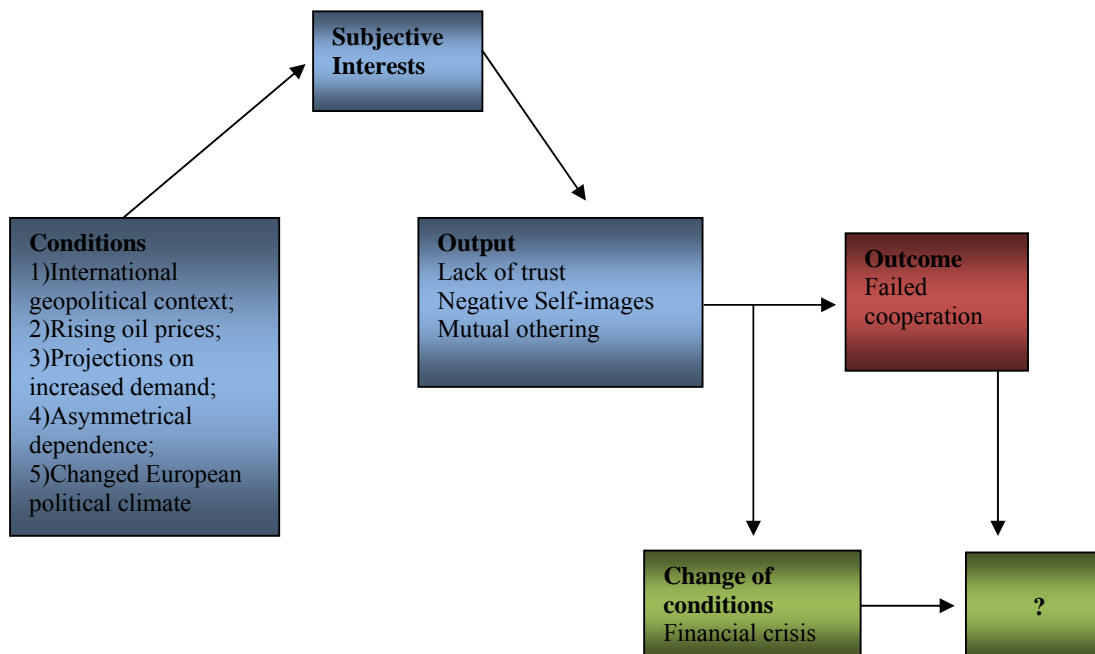 Subjective
Interests
Conditions
1)International
geopolitical context;
2)Rising oil prices;
3)Projections on
increased demand;
4)Asymmetrical
dependence;
5)Changed European
political climate
Output
Lack of trust
Negative Self-images
Mutual othering
Outcome
Failed
cooperation
Change of
conditions
Financial crisis
?